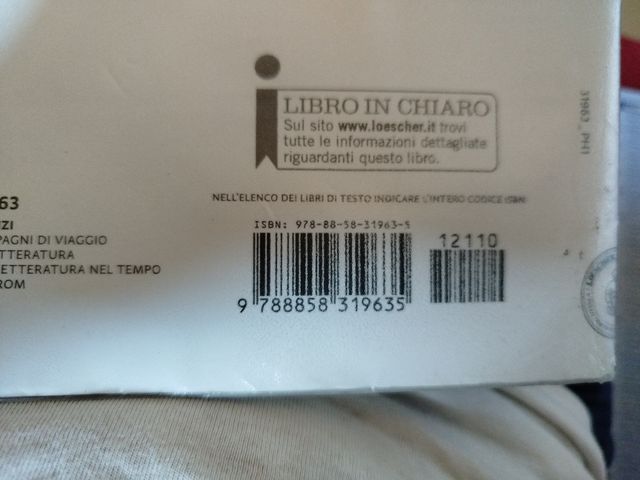 LIBRO IN CHIARO
Sul sito www.loescher.it trovi
tutte le informazioni dettagliate
riguardanti questo libro.
31963_PH1
NELL'ELENCO DEI LIBRI DI TESTO INDICARE L'INTERO CODICE ISBN
63
ZI
PAGNI DI VIAGGIO
TTERATURA
ETTERATURA NEL TEMPO
ROM
ISBN: 978-88-58-31963-5
12110
9 788858 319635